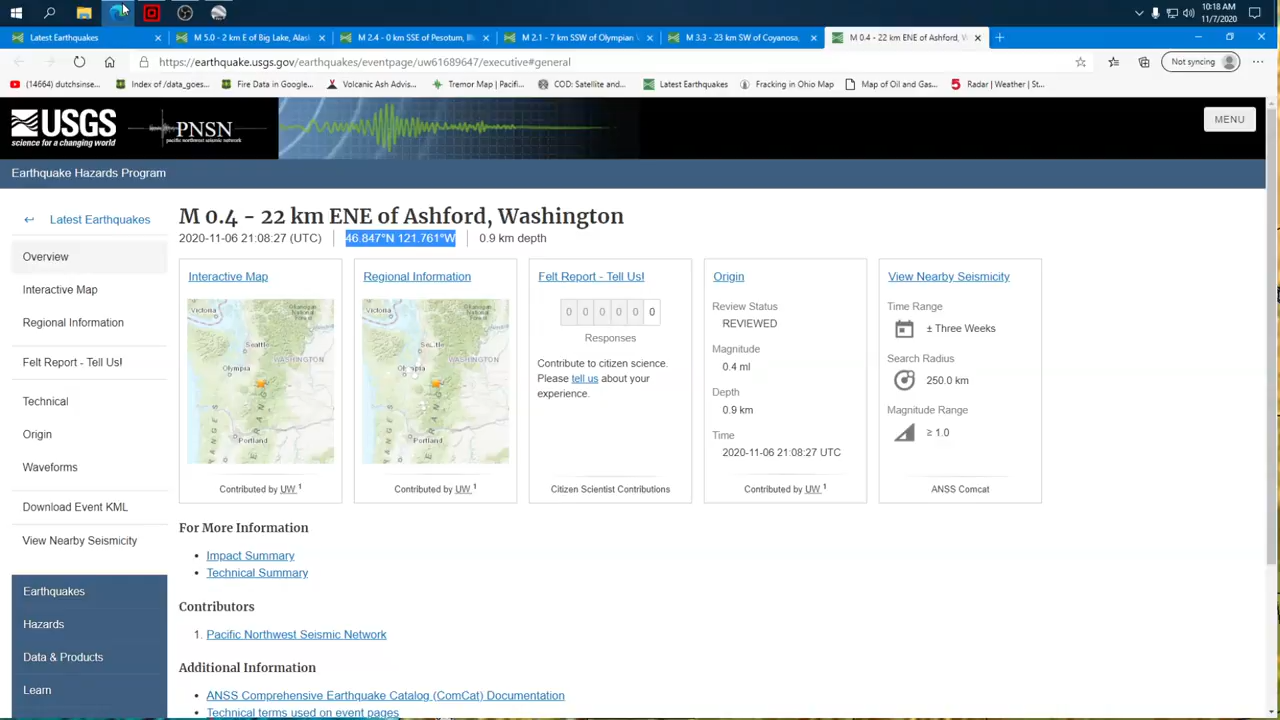 10:18 AM
11/7/2020
Latest Earthquakes
M 5.0 - 2 km E of Big Lake, Alask
M 2.4 - 0 km SSE of Pesotum, Il
M 2.1 - 7 km SSW of Olympian V
M 3.3 - 23 km SW of Coyanosa,
M 0.4 - 22 km ENE of Ashford, W
https://earthquake.usgs.gov/earthquakes/eventpage/uw61689647/executive#general
Not syncing
(14664) dutchsinse...
Index of /data_goes...
Fire Data in Google...
Volcanic Ash Advis...
Tremor Map | Pacifi...
COD: Satellite and...
Latest Earthquakes
Fracking in Ohio Map
Map of Oil and Gas...
Radar | Weather | St...
USGS
science for a changing world
PNSN
pacific northwest seismic network
MENU
Earthquake Hazards Program
Latest Earthquakes
Overview
Interactive Map
Regional Information
Felt Report - Tell Us!
Technical
Origin
Waveforms
Download Event KML
View Nearby Seismicity
Earthquakes
Hazards
Data & Products
Learn
M 0.4 - 22 km ENE of Ashford, Washington
2020-11-06 21:08:27 (UTC)
46.847°N 121.761°W
0.9 km depth
Interactive Map
Victoria
Okanogan
National
Forest
Seattle
WASHINGTON
Olympia
Portland
Contributed by UW 1
Regional Information
Victoria
Okanogan
National
Forest
WASHINGTON
Portland
Contributed by UW 1
Felt Report - Tell Us!
0 0 0 0 0 0
Responses
Contribute to citizen science.
Please tell us about your
experience.
Citizen Scientist Contributions
Origin
Review Status
REVIEWED
Magnitude
0.4 ml
Depth
0.9 km
Time
2020-11-06 21:08:27 UTC
Contributed by UW 1
View Nearby Seismicity
Time Range
± Three Weeks
Search Radius
250.0 km
Magnitude Range
≥ 1.0
ANSS Comcat
For More Information
Impact Summary
Technical Summary
Contributors
1. Pacific Northwest Seismic Network
Additional Information
ANSS Comprehensive Earthquake Catalog (ComCat) Documentation
Technical terms used on event pages